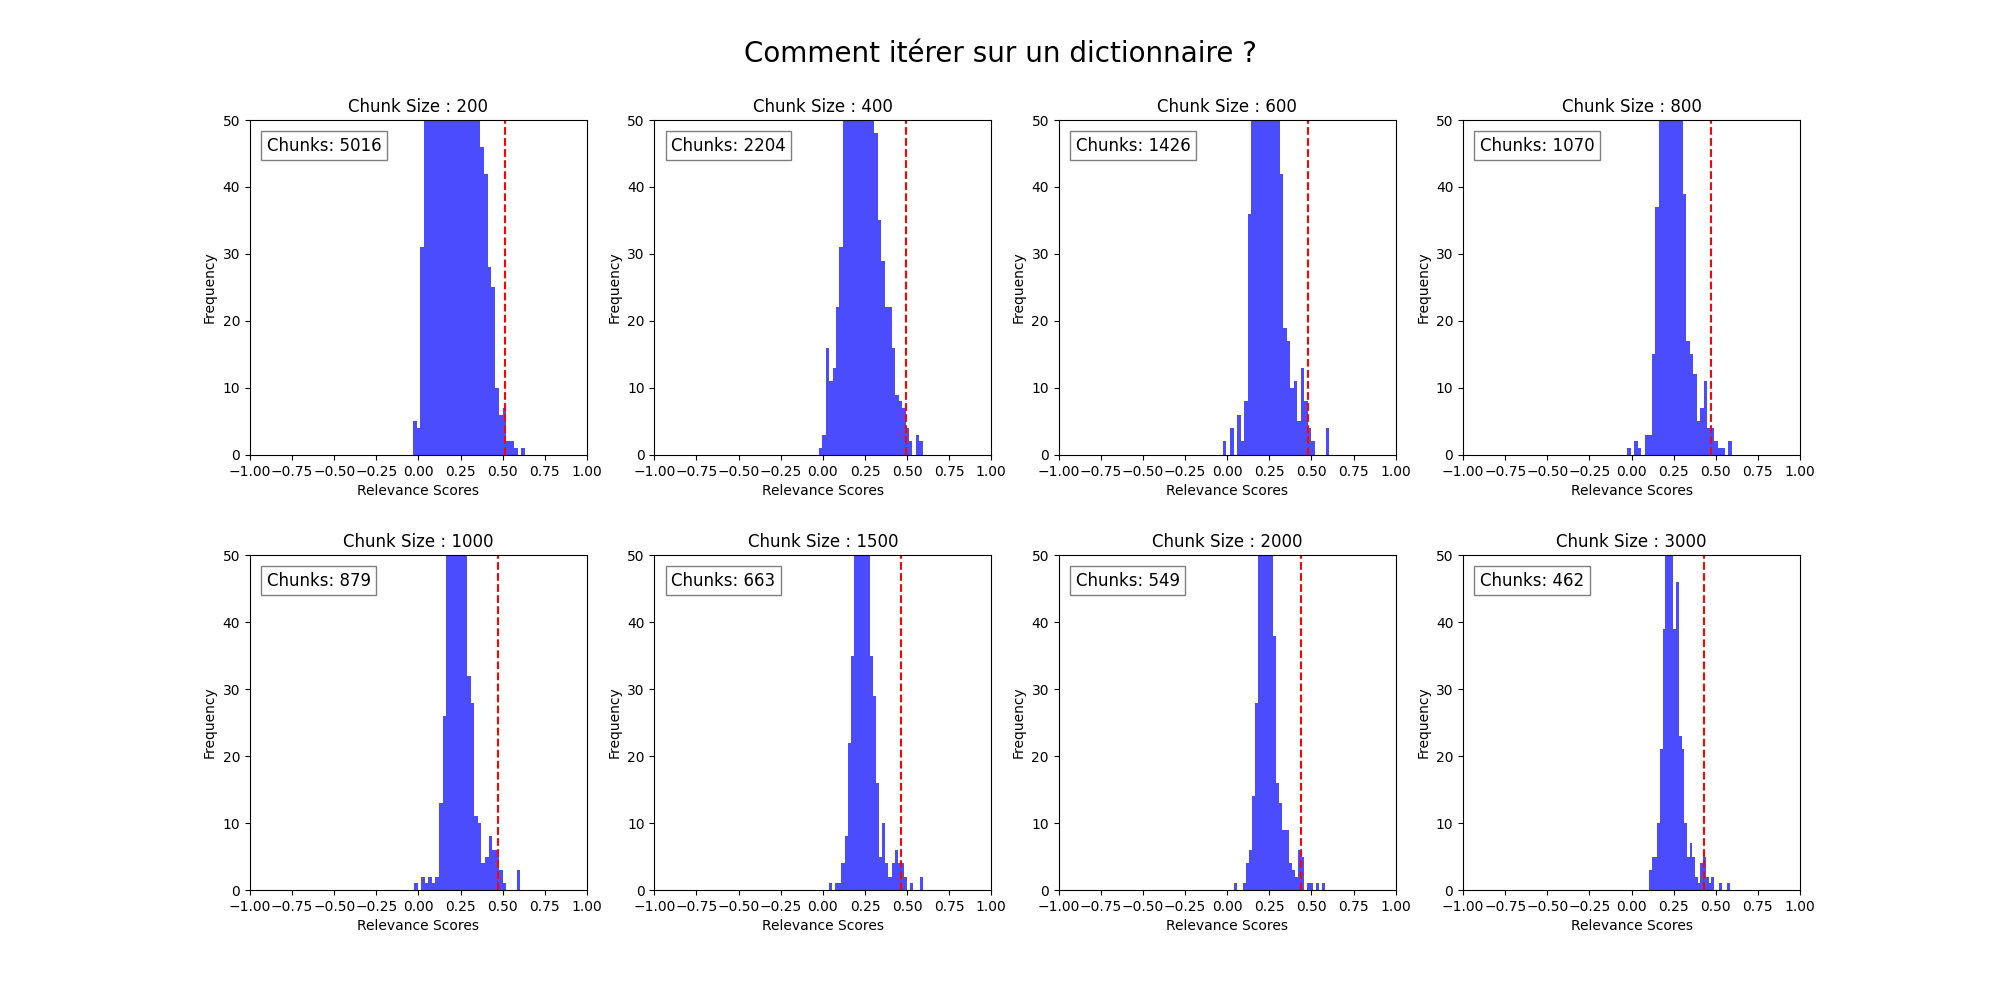 Comment itérer sur un dictionnaire ?
Chunk Size : 200
Chunks: 5016
50
40
30
20
10
0
Frequency
−1.00 −0.75 −0.50 −0.25 0.00 0.25 0.50 0.75 1.00
Relevance Scores
Chunk Size : 400
Chunks: 2204
50
40
30
20
10
0
Frequency
−1.00 −0.75 −0.50 −0.25 0.00 0.25 0.50 0.75 1.00
Relevance Scores
Chunk Size : 600
Chunks: 1426
50
40
30
20
10
0
Frequency
−1.00 −0.75 −0.50 −0.25 0.00 0.25 0.50 0.75 1.00
Relevance Scores
Chunk Size : 800
Chunks: 1070
50
40
30
20
10
0
Frequency
−1.00 −0.75 −0.50 −0.25 0.00 0.25 0.50 0.75 1.00
Relevance Scores
Chunk Size : 1000
Chunks: 879
50
40
30
20
10
0
Frequency
−1.00 −0.75 −0.50 −0.25 0.00 0.25 0.50 0.75 1.00
Relevance Scores
Chunk Size : 1500
Chunks: 663
50
40
30
20
10
0
Frequency
−1.00 −0.75 −0.50 −0.25 0.00 0.25 0.50 0.75 1.00
Relevance Scores
Chunk Size : 2000
Chunks: 549
50
40
30
20
10
0
Frequency
−1.00 −0.75 −0.50 −0.25 0.00 0.25 0.50 0.75 1.00
Relevance Scores
Chunk Size : 3000
Chunks: 462
50
40
30
20
10
0
Frequency
−1.00 −0.75 −0.50 −0.25 0.00 0.25 0.50 0.75 1.00
Relevance Scores